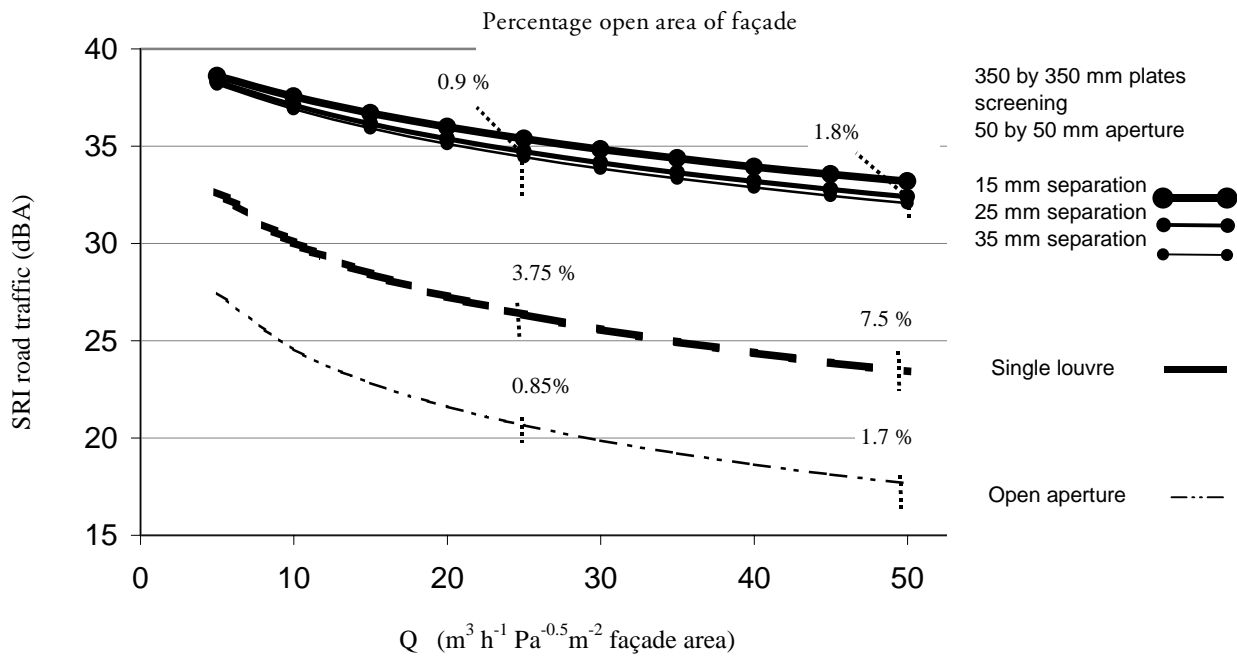 Percentage open area of façade
40
35
30
25
20
15
SRI road traffic (dBA)
0.9 %
1.8%
3.75 %
7.5 %
0.85%
1.7 %
0 10 20 30 40 50
Q (m³ h⁻¹ Pa⁻⁰·⁵m⁻² façade area)
350 by 350 mm plates
screening
50 by 50 mm aperture
15 mm separation
25 mm separation
35 mm separation
Single louvre
Open aperture